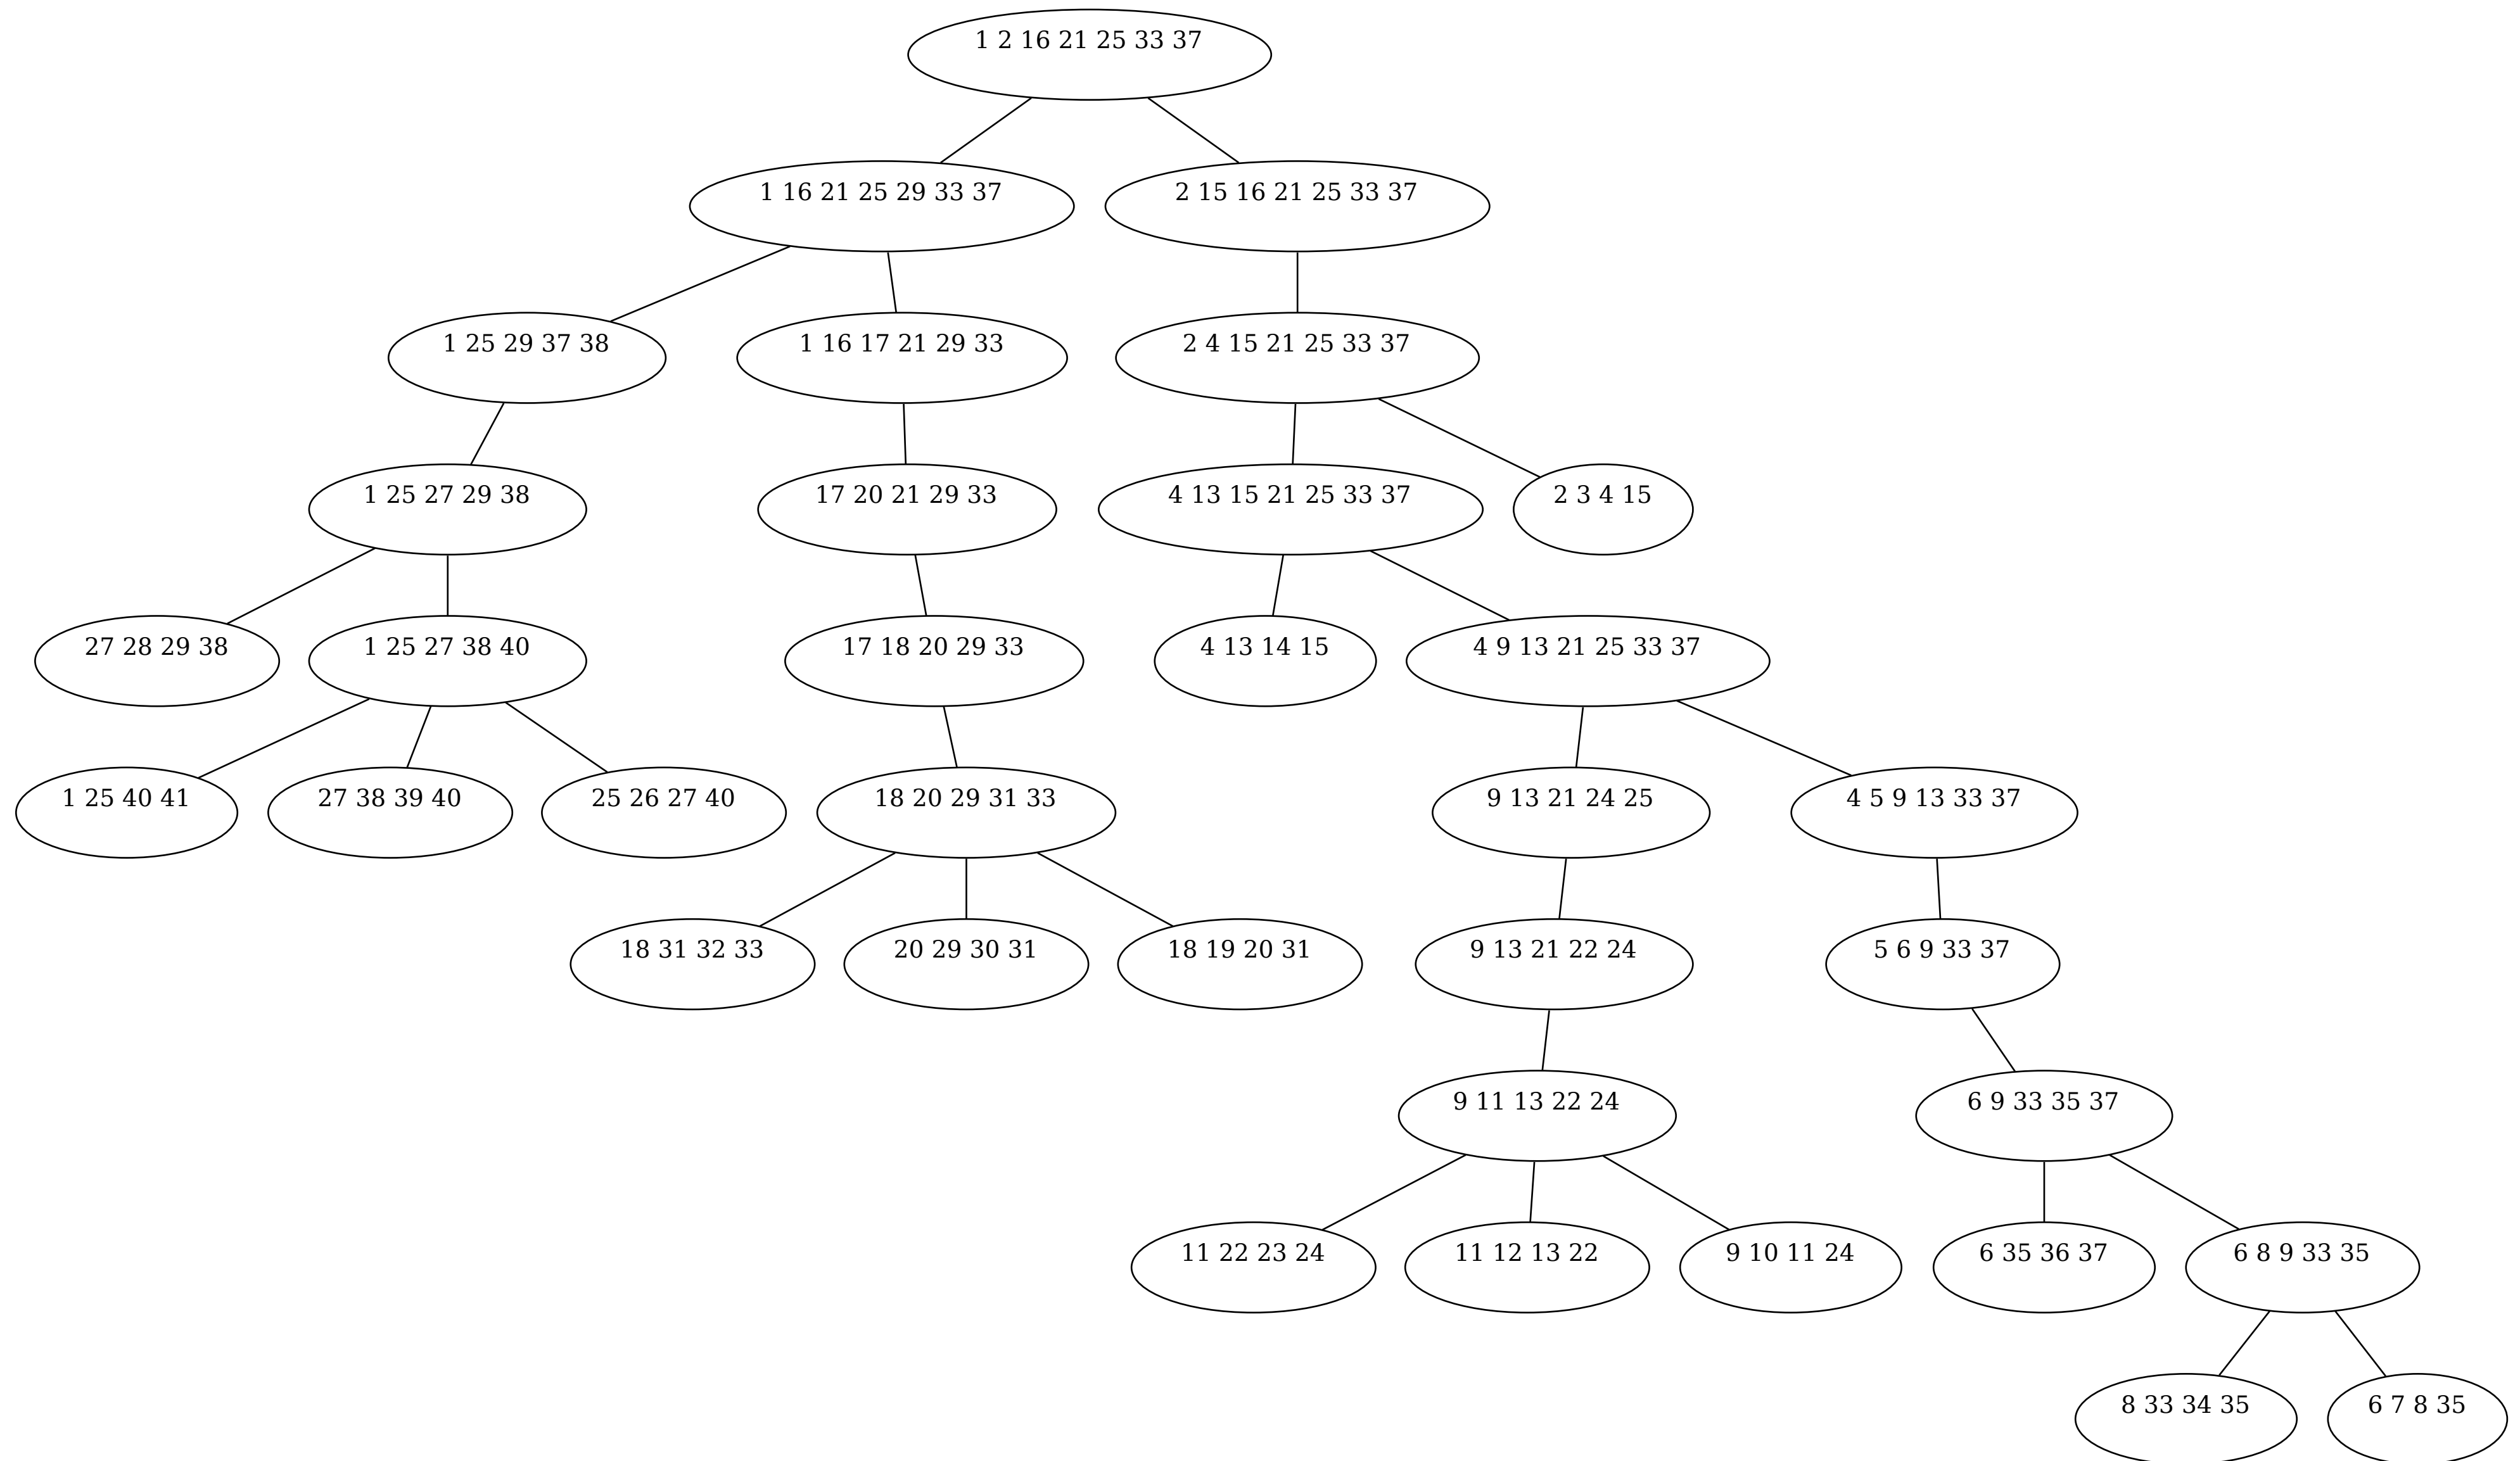 1 2 16 21 25 33 37
1 16 21 25 29 33 37
2 15 16 21 25 33 37
1 25 29 37 38
1 16 17 21 29 33
2 4 15 21 25 33 37
1 25 27 29 38
17 20 21 29 33
4 13 15 21 25 33 37
2 3 4 15
27 28 29 38
1 25 27 38 40
17 18 20 29 33
4 13 14 15
4 9 13 21 25 33 37
1 25 40 41
27 38 39 40
25 26 27 40
18 20 29 31 33
9 13 21 24 25
4 5 9 13 33 37
18 31 32 33
20 29 30 31
18 19 20 31
9 13 21 22 24
5 6 9 33 37
9 11 13 22 24
6 9 33 35 37
11 22 23 24
11 12 13 22
9 10 11 24
6 35 36 37
6 8 9 33 35
8 33 34 35
6 7 8 35